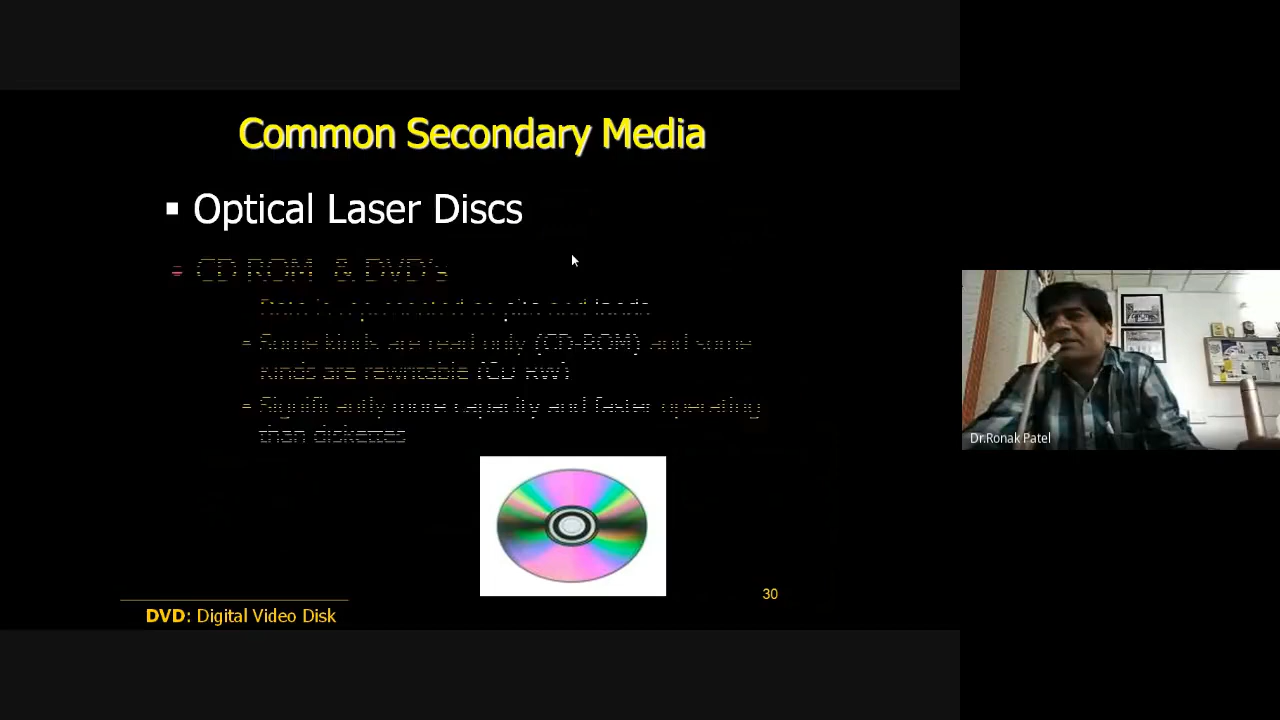 Common Secondary Media
▪ Optical Laser Discs
CD ROM & DVD's
Data is represented as pits and lands
– Some kinds are read only (CD-ROM) and some
kinds are rewritable (CD RW)
– Significantly more capacity and faster operating
than diskettes
30
DVD: Digital Video Disk
Dr.Ronak Patel